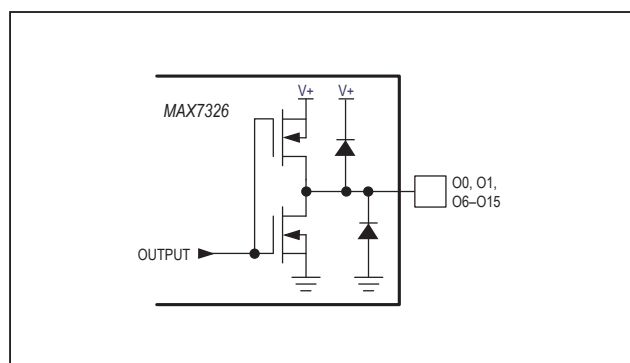 V+ V+
MAX7326
O0, O1,
O6–O15
OUTPUT